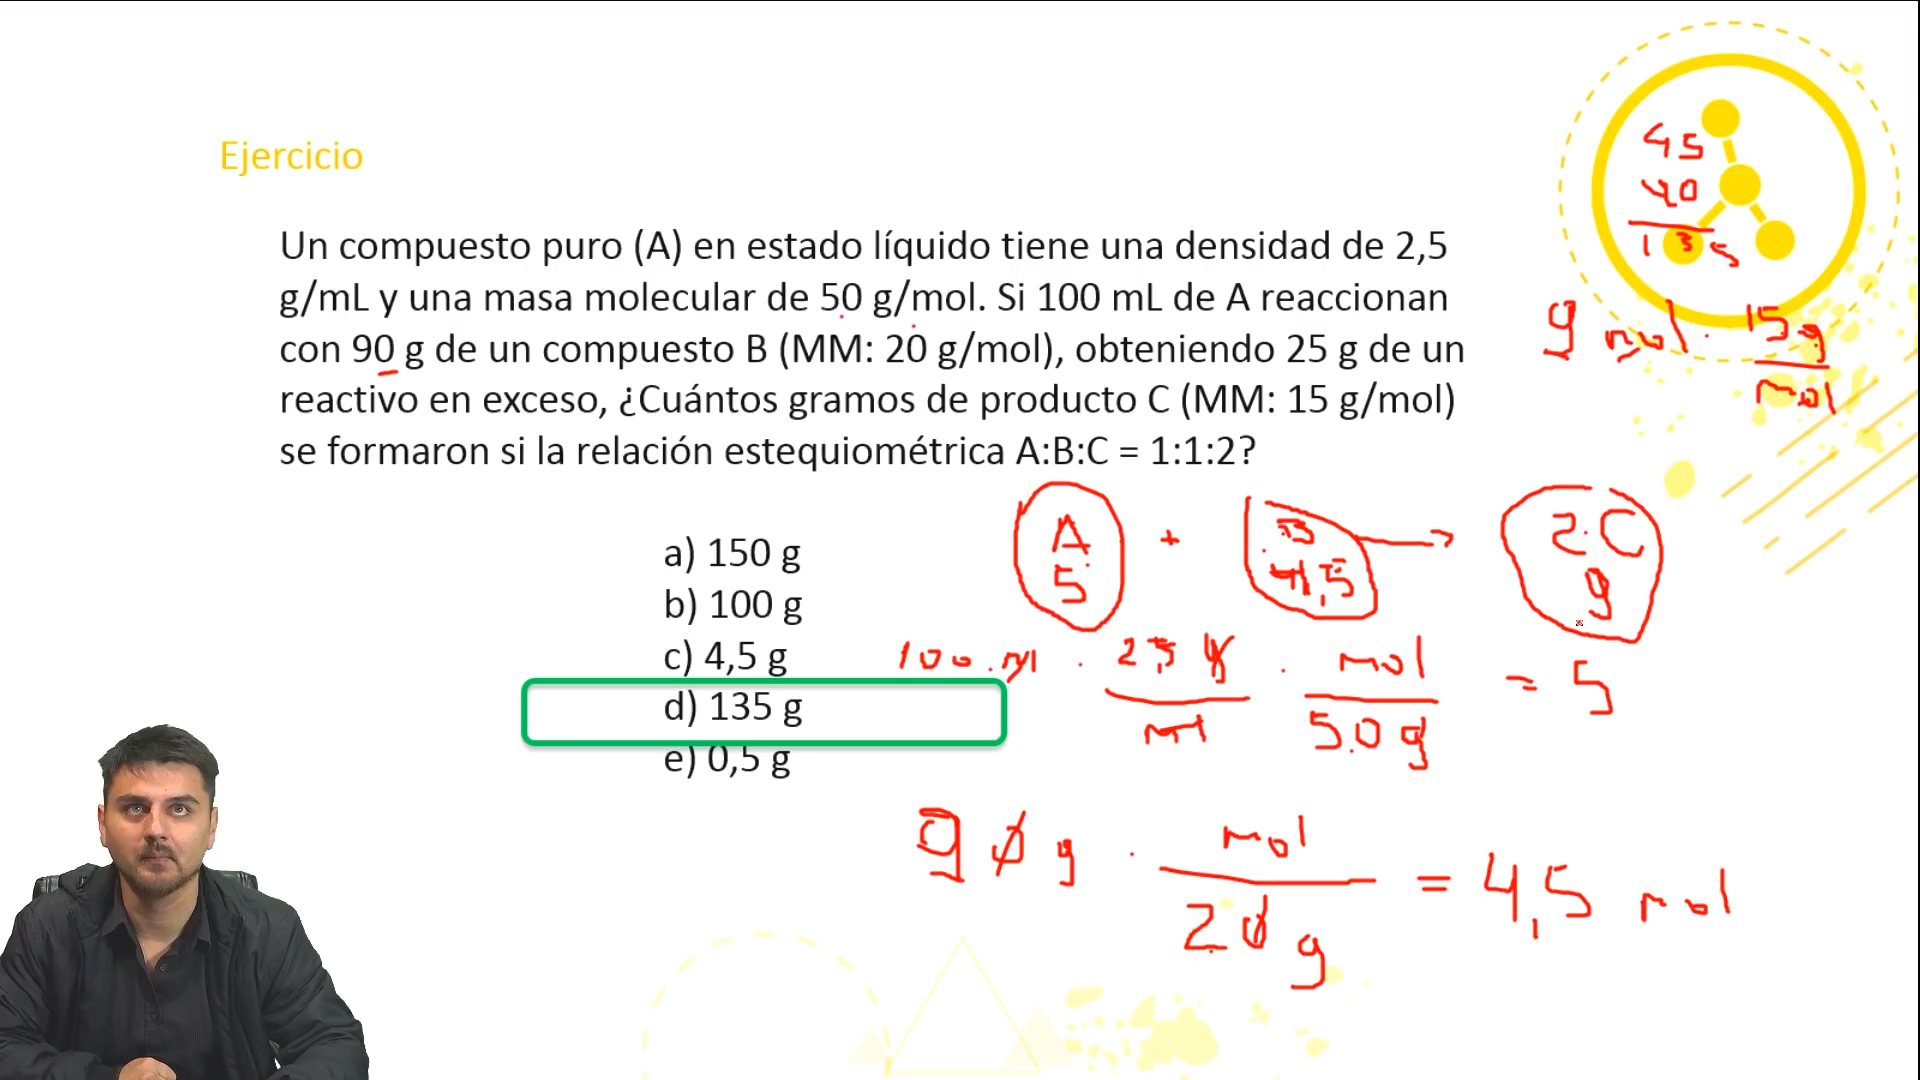 Ejercicio
Un compuesto puro (A) en estado líquido tiene una densidad de 2,5
g/mL y una masa molecular de 50 g/mol. Si 100 mL de A reaccionan
con 90 g de un compuesto B (MM: 20 g/mol), obteniendo 25 g de un
reactivo en exceso, ¿Cuántos gramos de producto C (MM: 15 g/mol)
se formaron si la relación estequiométrica A:B:C = 1:1:2?
a) 150 g
b) 100 g
c) 4,5 g
d) 135 g
e) 0,5 g
45
40
135
9 mol · 15 g
mol
A + B → 2C
5 4,5 9
100 ml · 2,5 g · mol = 5
ml 50 g
90 g · mol = 4,5 mol
20 g